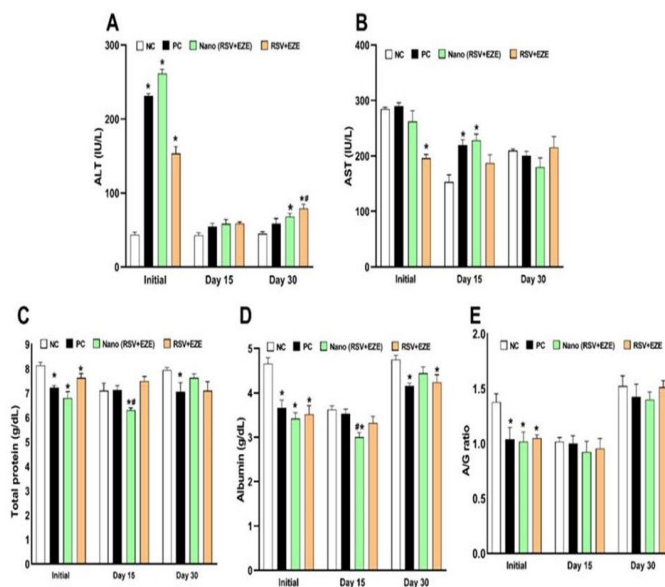 A
NC PC Nano (RSV+EZE) RSV+EZE
ALT (IU/L)
300
200
100
0
* * * * *#
Initial Day 15 Day 30
B
NC PC Nano (RSV+EZE) RSV+EZE
AST (IU/L)
400
300
200
100
0
* * *
Initial Day 15 Day 30
C
NC PC Nano (RSV+EZE) RSV+EZE
Total protein (g/dL)
9
8
7
6
5
4
3
2
1
0
* * * *# *
Initial Day 15 Day 30
D
NC PC Nano (RSV+EZE) RSV+EZE
Albumin (g/dL)
5
4
3
2
1
0
* * * #* * *
Initial Day 15 Day 30
E
NC PC Nano (RSV+EZE) RSV+EZE
A/G ratio
2.0
1.5
1.0
0.5
0.0
* * *
Initial Day 15 Day 30